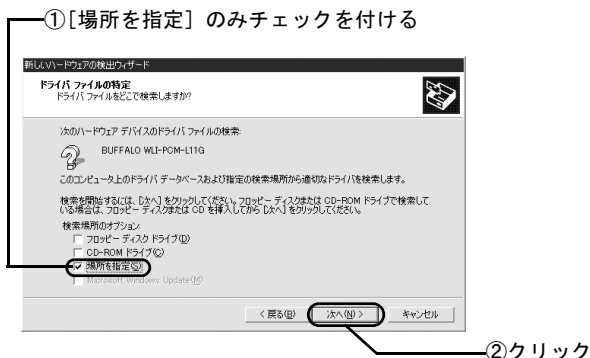 ①[場所を指定] のみチェックを付ける
新しいハードウェアの検出ウィザード
ドライバ ファイルの特定
ドライバ ファイルをどこで検索しますか?
次のハードウェア デバイスのドライバ ファイルの検索:
BUFFALO WLI-PCM-L11G
このコンピュータ上のドライバ データベースおよび指定の検索場所から適切なドライバを検索します。
検索を開始するには、[次へ] をクリックしてください。フロッピー ディスクまたは CD-ROM ドライブで検索して
いる場合は、フロッピー ディスクまたは CD を挿入してから [次へ] をクリックしてください。
検索場所のオプション:
フロッピー ディスク ドライブ(D)
CD-ROM ドライブ(C)
場所を指定(S)
Microsoft Windows Update(M)
< 戻る(B) 次へ(N) > キャンセル
②クリック